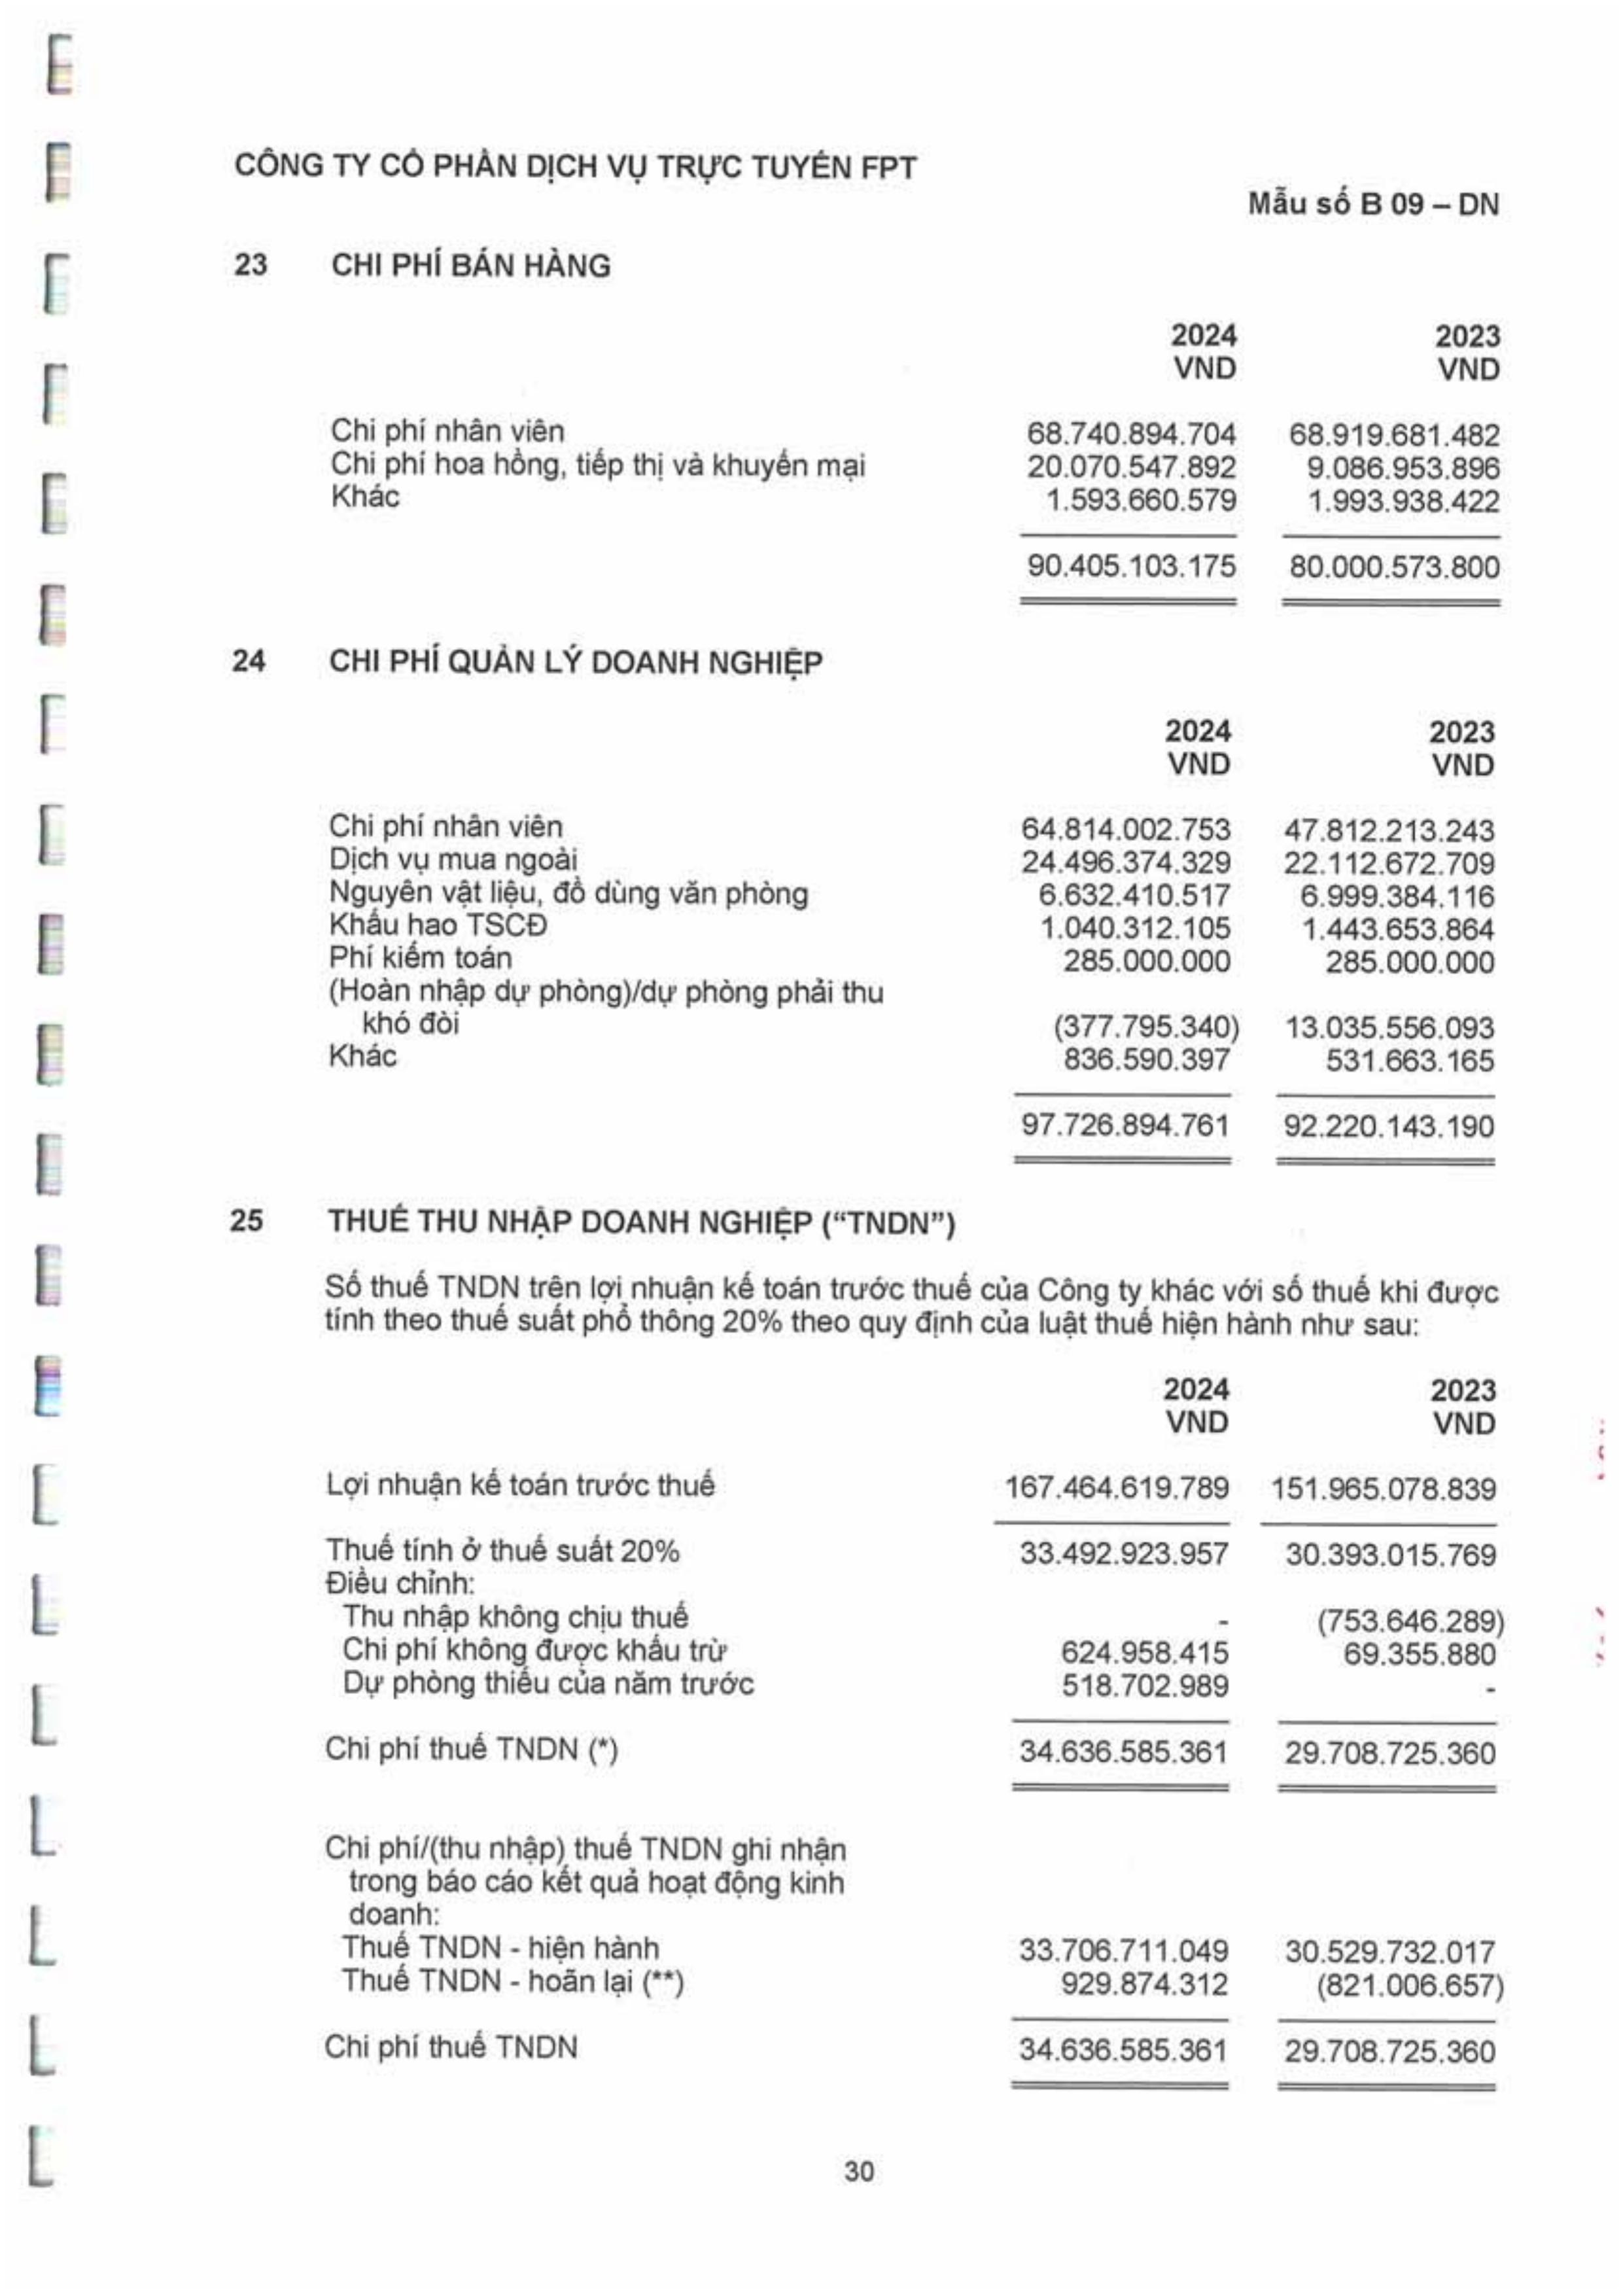 CÔNG TY CỔ PHẦN DỊCH VỤ TRỰC TUYẾN FPT
Mẫu số B 09 – DN
23 CHI PHÍ BÁN HÀNG
2024 2023
VND VND
Chi phí nhân viên 68.740.894.704 68.919.681.482
Chi phí hoa hồng, tiếp thị và khuyến mại 20.070.547.892 9.086.953.896
Khác 1.593.660.579 1.993.938.422
90.405.103.175 80.000.573.800
24 CHI PHÍ QUẢN LÝ DOANH NGHIỆP
2024 2023
VND VND
Chi phí nhân viên 64.814.002.753 47.812.213.243
Dịch vụ mua ngoài 24.496.374.329 22.112.672.709
Nguyên vật liệu, đồ dùng văn phòng 6.632.410.517 6.999.384.116
Khấu hao TSCĐ 1.040.312.105 1.443.653.864
Phí kiểm toán 285.000.000 285.000.000
(Hoàn nhập dự phòng)/dự phòng phải thu
khó đòi (377.795.340) 13.035.556.093
Khác 836.590.397 531.663.165
97.726.894.761 92.220.143.190
25 THUẾ THU NHẬP DOANH NGHIỆP (“TNDN”)
Số thuế TNDN trên lợi nhuận kế toán trước thuế của Công ty khác với số thuế khi được
tính theo thuế suất phổ thông 20% theo quy định của luật thuế hiện hành như sau:
2024 2023
VND VND
Lợi nhuận kế toán trước thuế 167.464.619.789 151.965.078.839
Thuế tính ở thuế suất 20% 33.492.923.957 30.393.015.769
Điều chỉnh:
Thu nhập không chịu thuế - (753.646.289)
Chi phí không được khấu trừ 624.958.415 69.355.880
Dự phòng thiếu của năm trước 518.702.989 -
Chi phí thuế TNDN (*) 34.636.585.361 29.708.725.360
Chi phí/(thu nhập) thuế TNDN ghi nhận
trong báo cáo kết quả hoạt động kinh
doanh:
Thuế TNDN - hiện hành 33.706.711.049 30.529.732.017
Thuế TNDN - hoãn lại (**) 929.874.312 (821.006.657)
Chi phí thuế TNDN 34.636.585.361 29.708.725.360
30